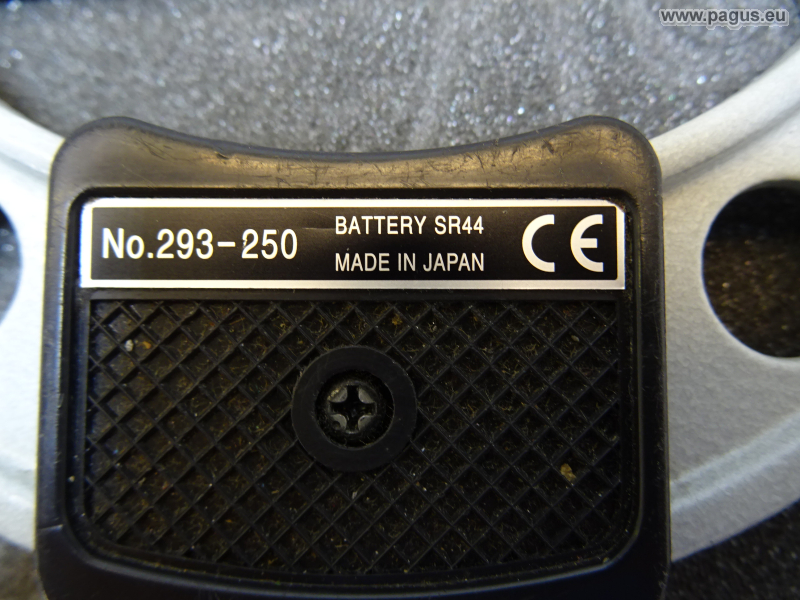 www.pagus.eu
No.293-250
BATTERY SR44
MADE IN JAPAN
CE